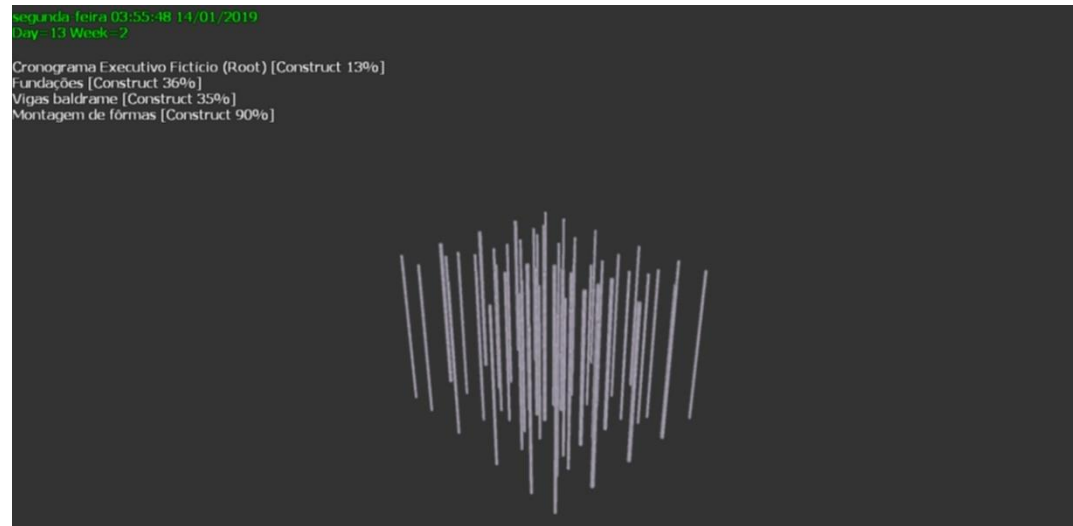 segunda-feira 03:55:48 14/01/2019
Day=13 Week=2
Cronograma Executivo Fictício (Root) [Construct 13%]
Fundações [Construct 36%]
Vigas baldrame [Construct 35%]
Montagem de fôrmas [Construct 90%]